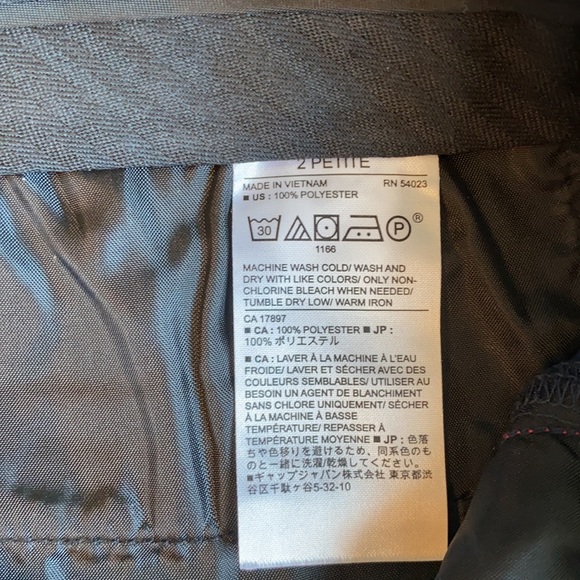 2 PETITE
MADE IN VIETNAM RN 54023
■ US : 100% POLYESTER
30 P ®
1166
MACHINE WASH COLD/ WASH AND
DRY WITH LIKE COLORS/ ONLY NON-
CHLORINE BLEACH WHEN NEEDED/
TUMBLE DRY LOW/ WARM IRON
CA 17897
■ CA : 100% POLYESTER ■ JP :
100% ポリエステル
■ CA : LAVER À LA MACHINE À L'EAU
FROIDE/ LAVER ET SÉCHER AVEC DES
COULEURS SEMBLABLES/ UTILISER AU
BESOIN UN AGENT DE BLANCHIMENT
SANS CHLORE UNIQUEMENT/ SÉCHER
À LA MACHINE À BASSE
TEMPÉRATURE/ REPASSER À
TEMPÉRATURE MOYENNE ■ JP : 色落
ちや色移りを避けるため、同系色のも
のと一緒に洗濯/乾燥してください。
■ギャップジャパン株式会社 東京都渋
谷区千駄ヶ谷5-32-10